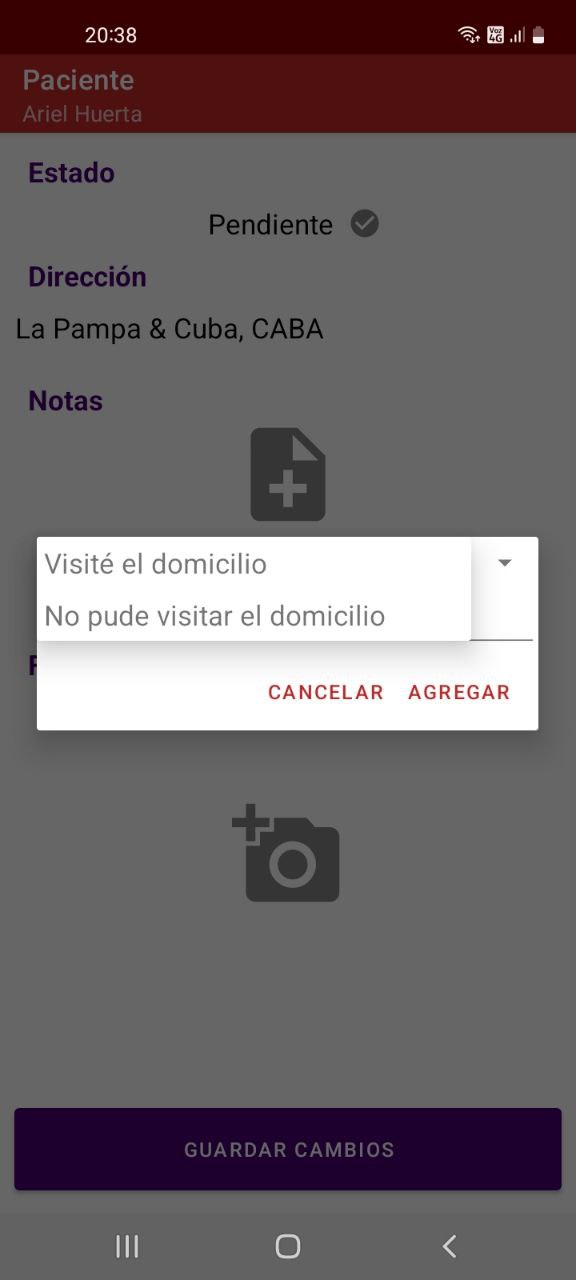 20:38
Voz
4G
Paciente
Ariel Huerta
Estado
Pendiente
Dirección
La Pampa & Cuba, CABA
Notas
Visité el domicilio
No pude visitar el domicilio
CANCELAR AGREGAR
GUARDAR CAMBIOS